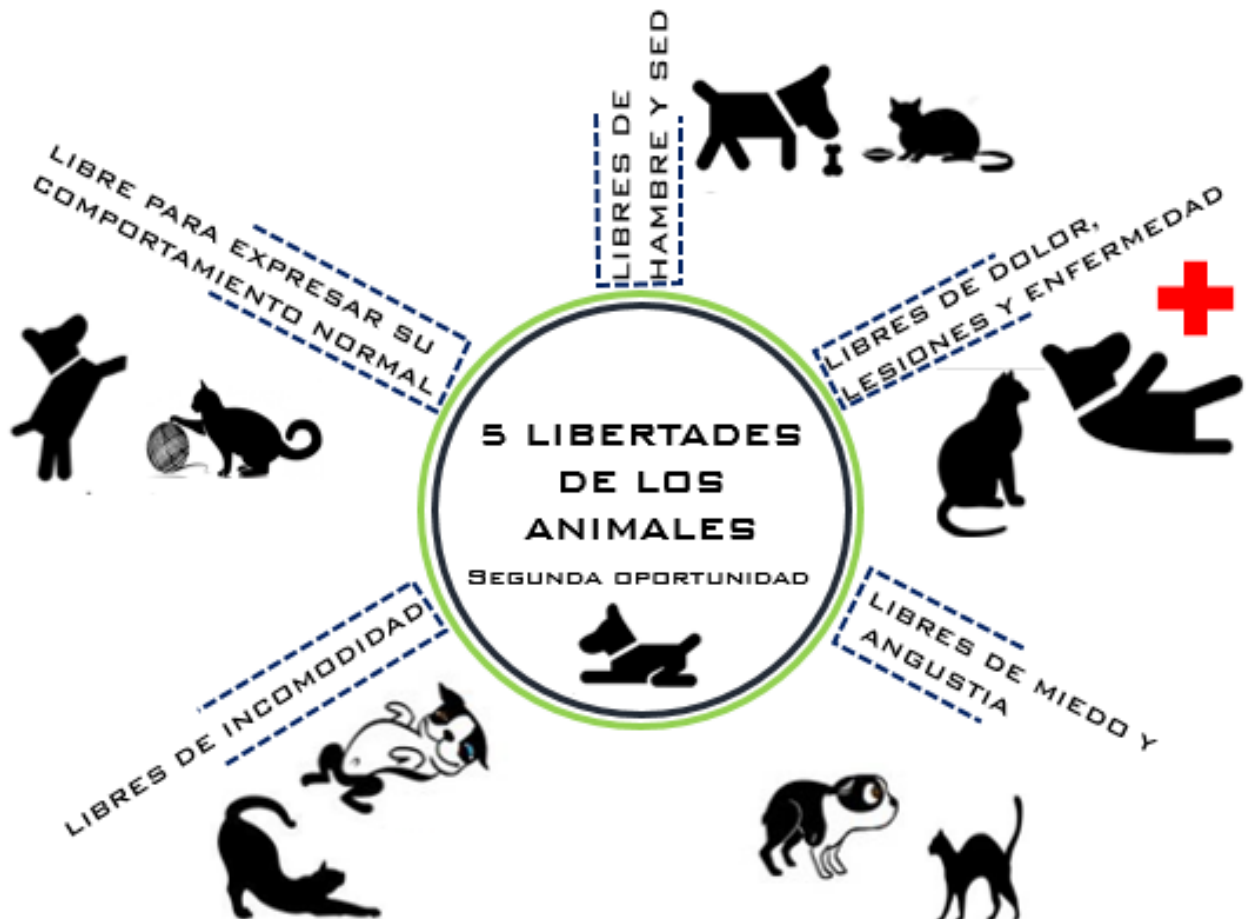 5 LIBERTADES
DE LOS
ANIMALES
SEGUNDA OPORTUNIDAD
LIBRES DE
HAMBRE Y SED
LIBRES DE DOLOR,
LESIONES Y ENFERMEDAD
LIBRES DE MIEDO Y
ANGUSTIA
LIBRES DE INCOMODIDAD
LIBRE PARA EXPRESAR SU
COMPORTAMIENTO NORMAL